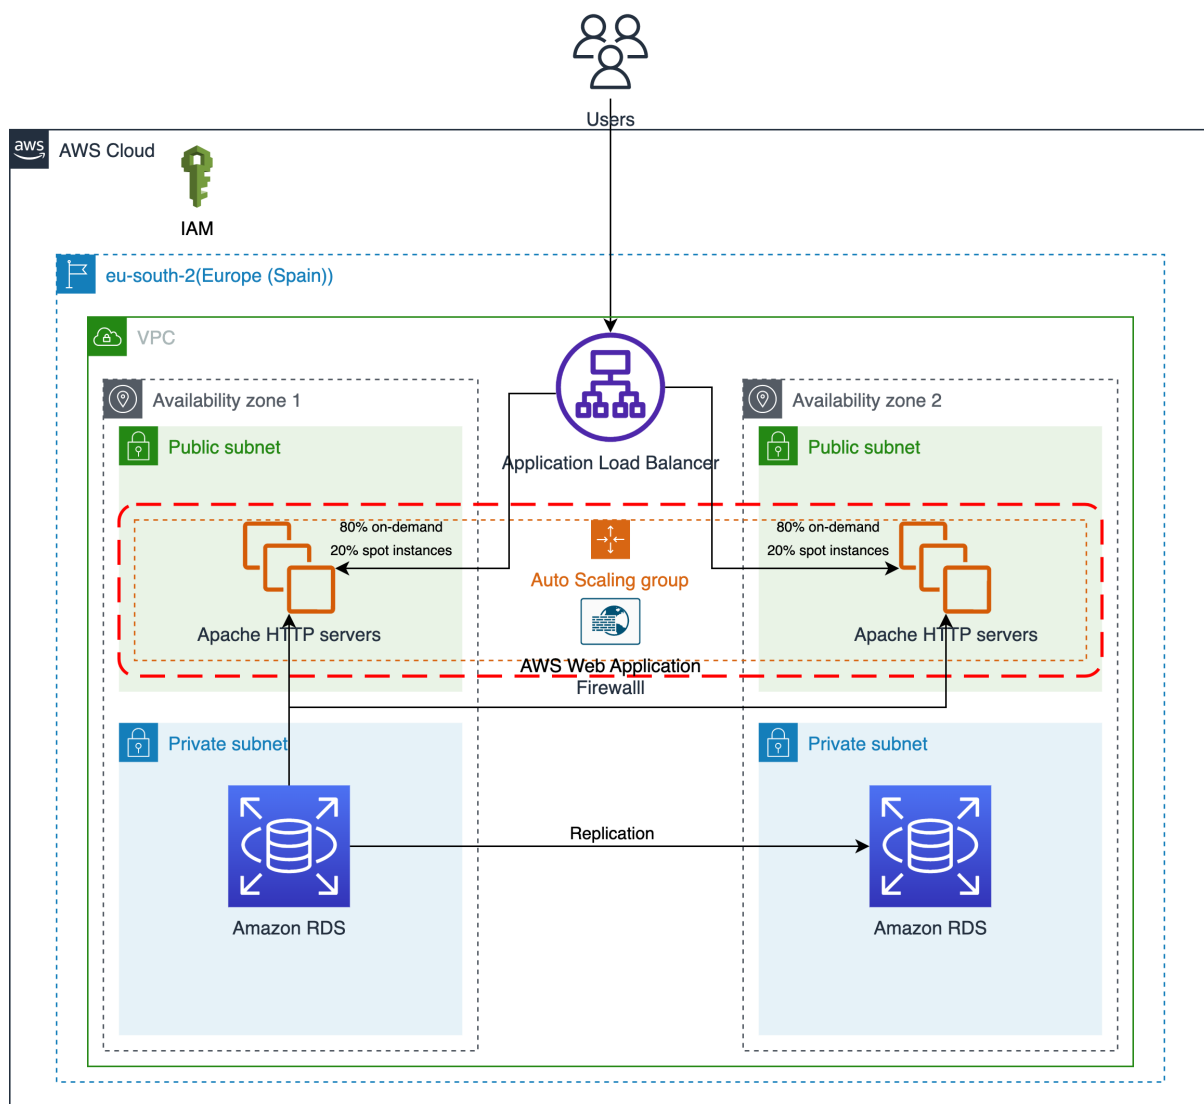 Users
aws
AWS Cloud
IAM
eu-south-2(Europe (Spain))
VPC
Availability zone 1
Availability zone 2
Public subnet
Application Load Balancer
Public subnet
80% on-demand
20% spot instances
80% on-demand
20% spot instances
Auto Scaling group
Apache HTTP servers
Apache HTTP servers
AWS Web Application
Firewalll
Private subnet
Private subnet
Replication
Amazon RDS
Amazon RDS